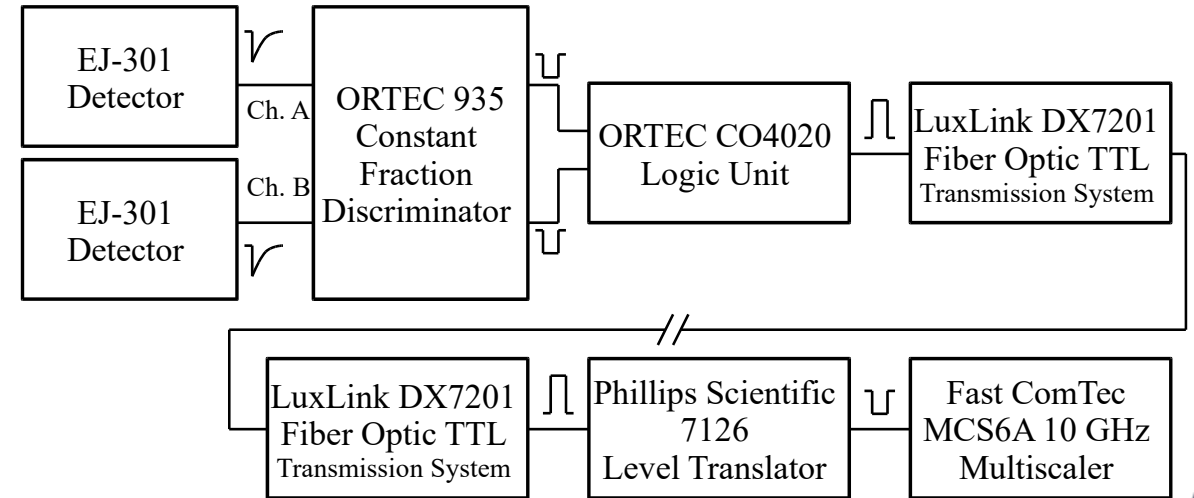 EJ-301
Detector
Ch. A
EJ-301
Detector
Ch. B
ORTEC 935
Constant
Fraction
Discriminator
ORTEC CO4020
Logic Unit
LuxLink DX7201
Fiber Optic TTL
Transmission System
LuxLink DX7201
Fiber Optic TTL
Transmission System
Phillips Scientific
7126
Level Translator
Fast ComTec
MCS6A 10 GHz
Multiscaler